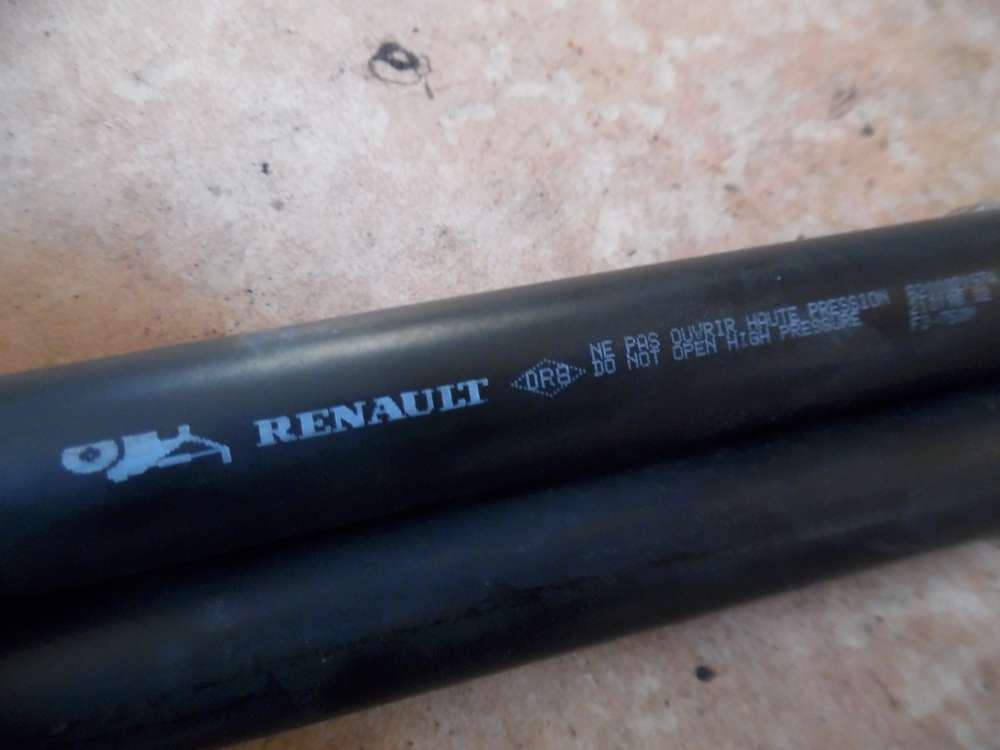 RENAULT
DR8
NE PAS OUVRIR HAUTE PRESSION
DO NOT OPEN HIGH PRESSURE